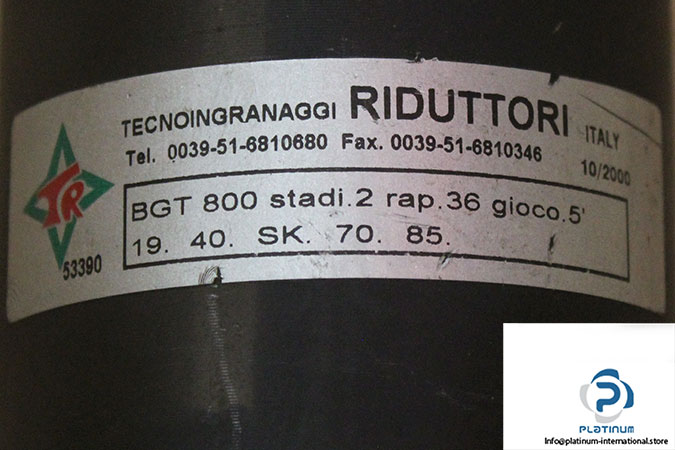 TECNOINGRANAGGI RIDUTTORI ITALY
Tel. 0039-51-6810680 Fax. 0039-51-6810346
10/2000
TR
BGT 800 stadi.2 rap.36 gioco.5'
19. 40. SK. 70. 85.
53390
P
PLATINUM
Info@platinum-international.store